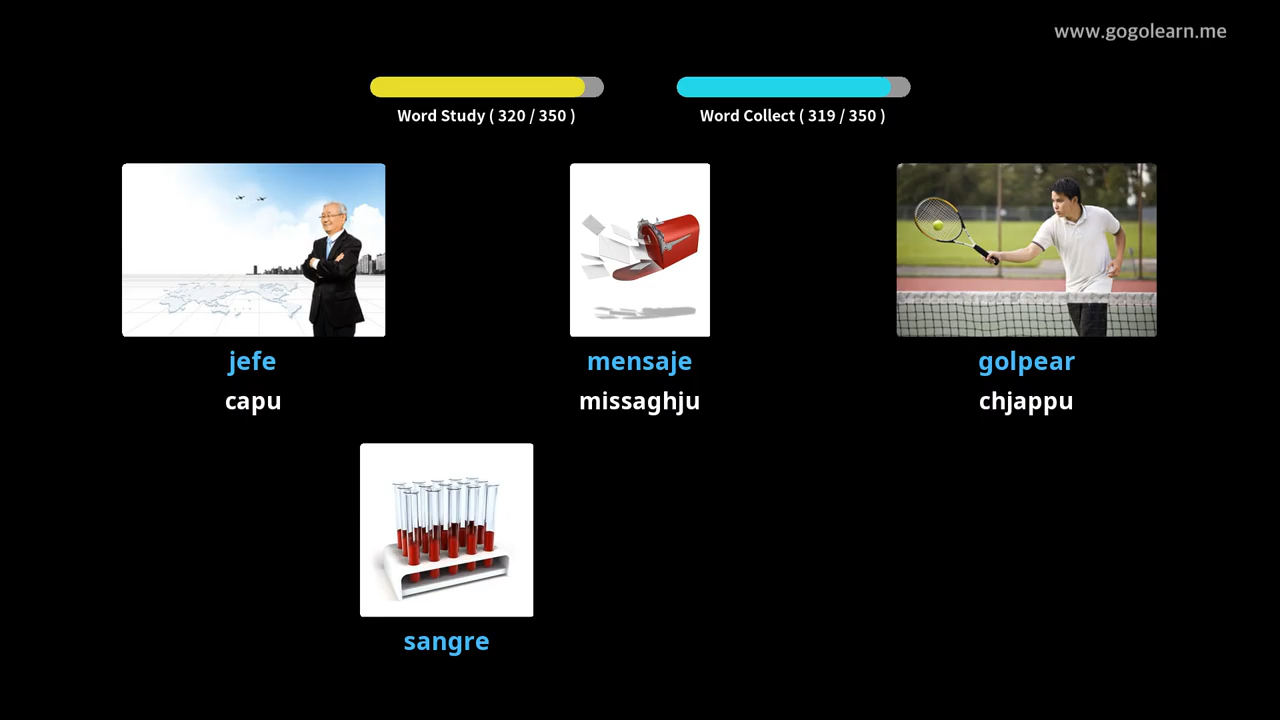 www.gogolearn.me
Word Study ( 320 / 350 )
Word Collect ( 319 / 350 )
jefe
mensaje
golpear
capu
missaghju
chjappu
sangre